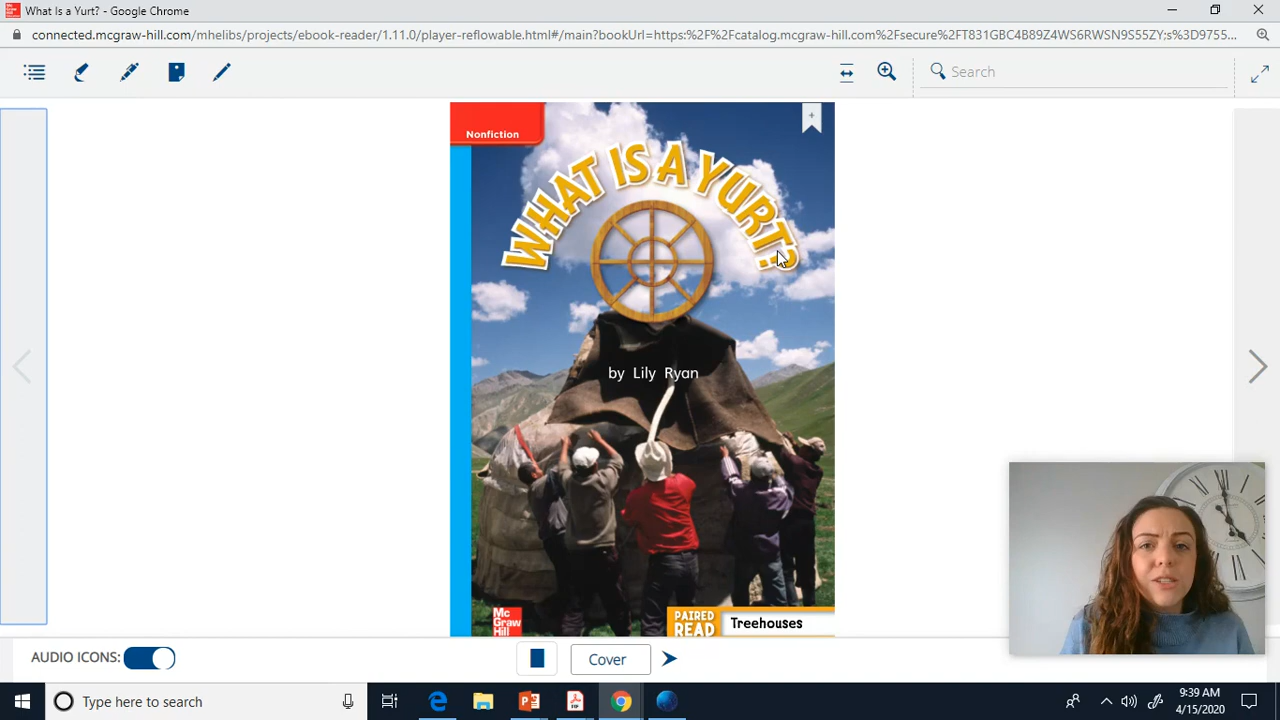 What Is a Yurt? - Google Chrome
connected.mcgraw-hill.com/mhelibs/projects/ebook-reader/1.11.0/player-reflowable.html#/main?bookUrl=https:%2F%2Fcatalog.mcgraw-hill.com%2Fsecure%2FT831GBC4B89Z4WS6RWSN9S55ZY;s%3D9755...
Search
Nonfiction
WHAT IS A YURT?
by Lily Ryan
Mc
Graw
Hill
PAIRED
READ
Treehouses
AUDIO ICONS:
Cover
Type here to search
9:39 AM
4/15/2020